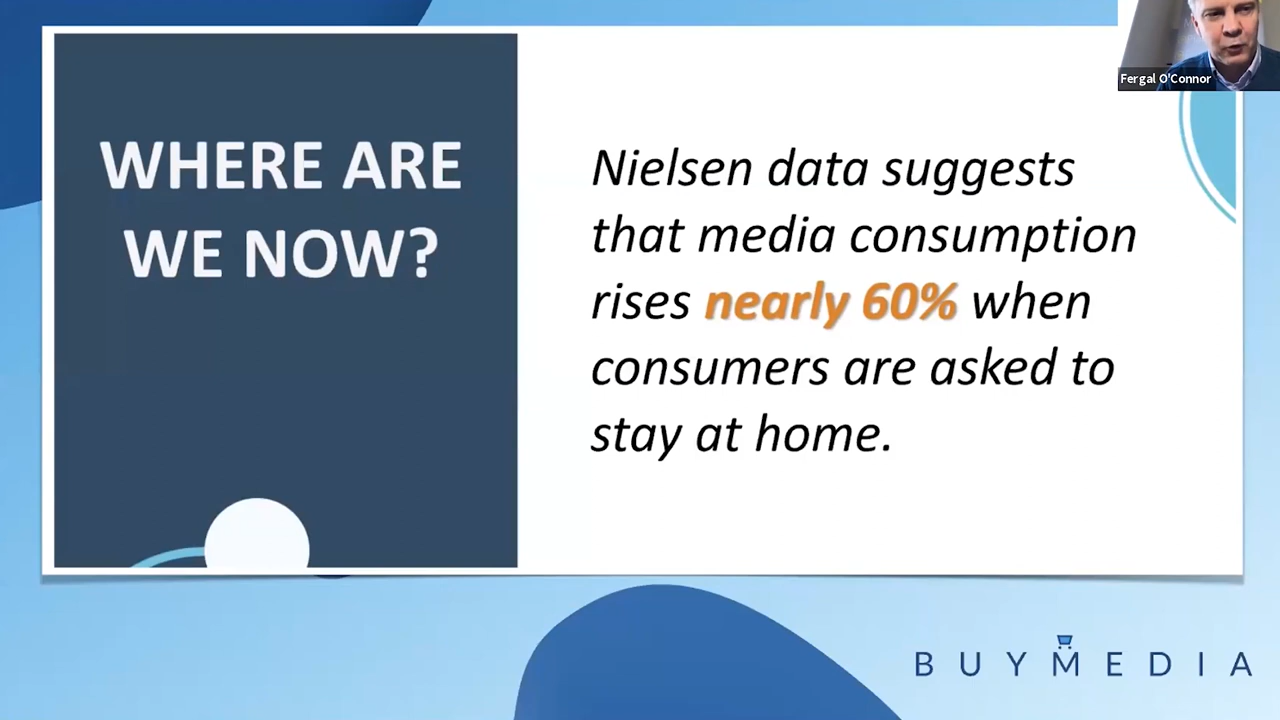 Fergal O'Connor
WHERE ARE
WE NOW?
Nielsen data suggests
that media consumption
rises nearly 60% when
consumers are asked to
stay at home.
BUYMEDIA